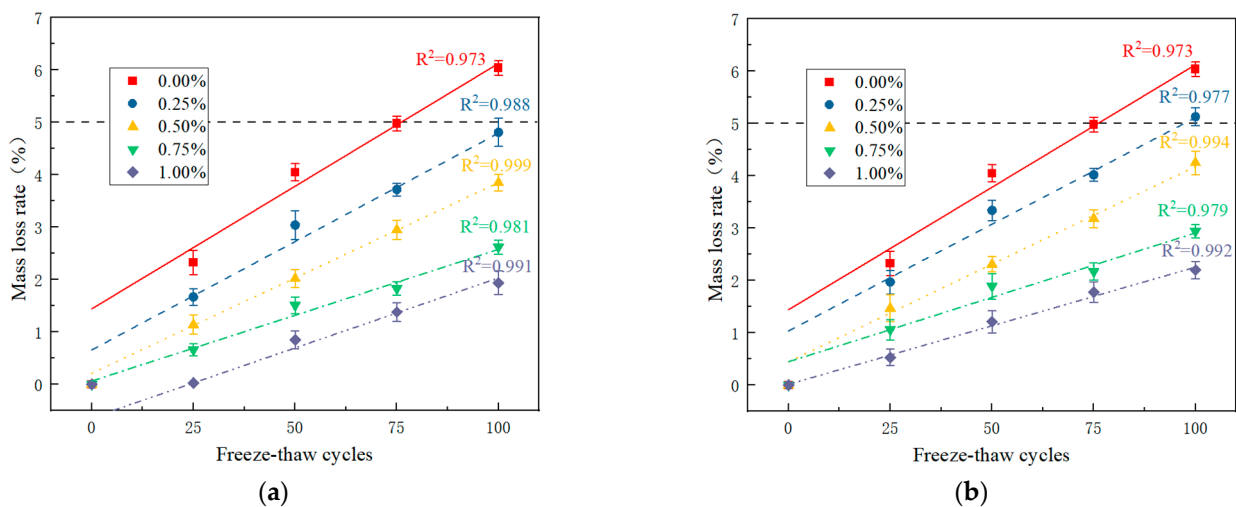 7
6
5
4
3
2
1
0
Mass loss rate (%)
0.00%
0.25%
0.50%
0.75%
1.00%
R²=0.973
R²=0.988
R²=0.999
R²=0.981
R²=0.991
0 25 50 75 100
Freeze-thaw cycles
(a)
7
6
5
4
3
2
1
0
Mass loss rate (%)
0.00%
0.25%
0.50%
0.75%
1.00%
R²=0.973
R²=0.977
R²=0.994
R²=0.979
R²=0.992
0 25 50 75 100
Freeze-thaw cycles
(b)